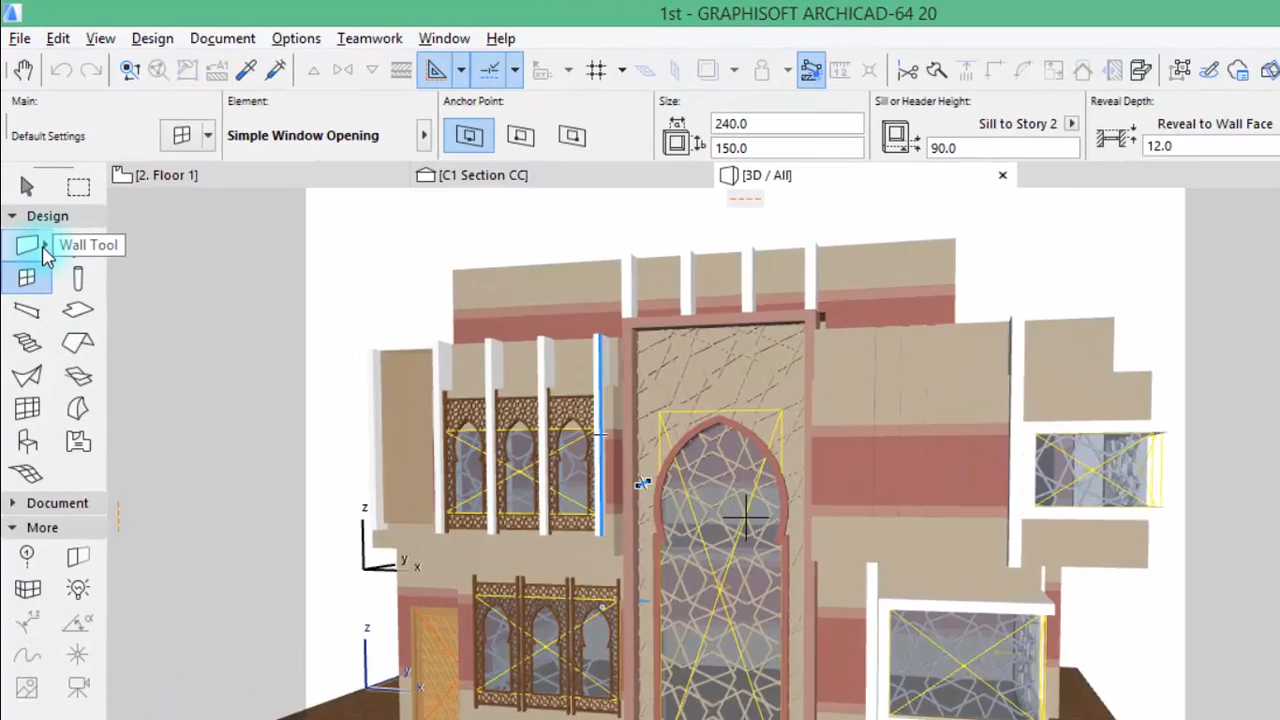 1st - GRAPHISOFT ARCHICAD-64 20
File Edit View Design Document Options Teamwork Window Help
Main: Element: Anchor Point: Size: Sill or Header Height: Reveal Depth:
240.0 Sill to Story 2 Reveal to Wall Face
Default Settings Simple Window Opening
150.0 90.0 12.0
[2. Floor 1] [C1 Section CC] [3D / All]
Design
Wall Tool
Document
More
z
y
x
z
y
x